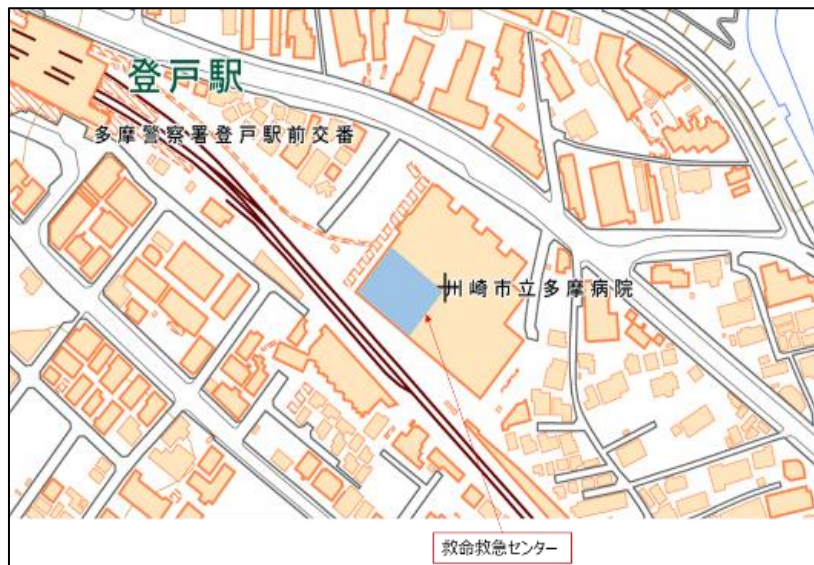 登戸駅
多摩警察署登戸駅前交番
川崎市立多摩病院
救命救急センター